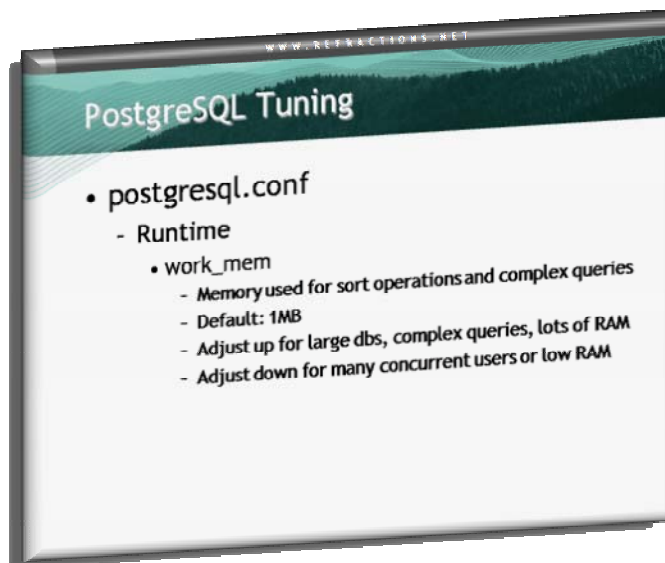 WWW.REFRACTIONS.NET
PostgreSQL Tuning
• postgresql.conf
- Runtime
• work_mem
- Memory used for sort operations and complex queries
- Default: 1MB
- Adjust up for large dbs, complex queries, lots of RAM
- Adjust down for many concurrent users or low RAM